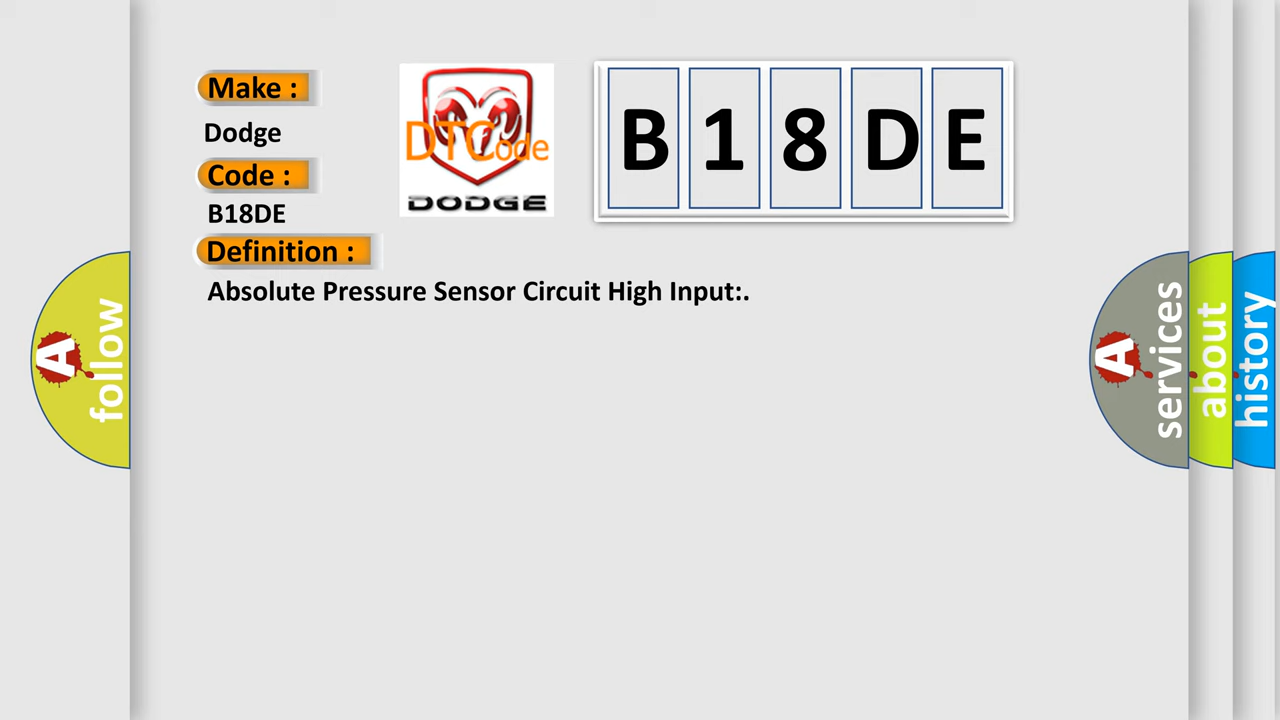 Make :
Dodge
Code :
B18DE
Definition :
Absolute Pressure Sensor Circuit High Input:.
DTCode
DODGE
B 1 8 D E
A follow
A services
about
history